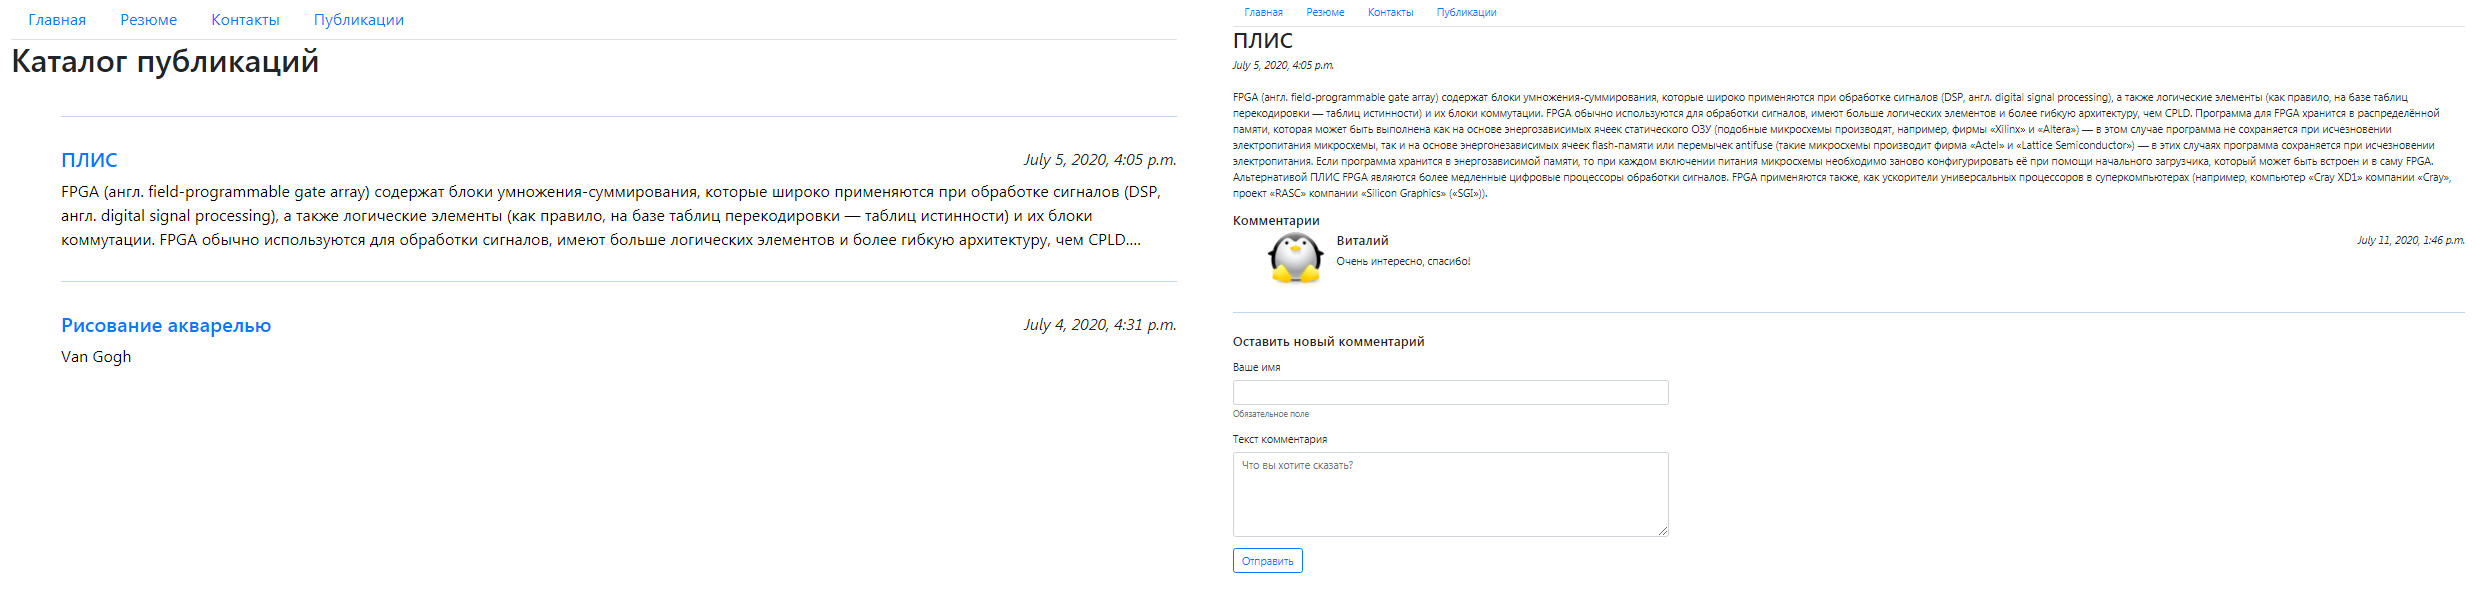 Главная Резюме Контакты Публикации
Каталог публикаций
ПЛИС July 5, 2020, 4:05 p.m.
FPGA (англ. field-programmable gate array) содержат блоки умножения-суммирования, которые широко применяются при обработке сигналов (DSP,
англ. digital signal processing), а также логические элементы (как правило, на базе таблиц перекодировки — таблиц истинности) и их блоки
коммутации. FPGA обычно используются для обработки сигналов, имеют больше логических элементов и более гибкую архитектуру, чем CPLD....
Рисование акварелью July 4, 2020, 4:31 p.m.
Van Gogh
Главная Резюме Контакты Публикации
ПЛИС
July 5, 2020, 4:05 p.m.
FPGA (англ. field-programmable gate array) содержат блоки умножения-суммирования, которые широко применяются при обработке сигналов (DSP, англ. digital signal processing), а также логические элементы (как правило, на базе таблиц
перекодировки — таблиц истинности) и их блоки коммутации. FPGA обычно используются для обработки сигналов, имеют больше логических элементов и более гибкую архитектуру, чем CPLD. Программа для FPGA хранится в распределённой
памяти, которая может быть выполнена как на основе энергозависимых ячеек статического ОЗУ (подобные микросхемы производят, например, фирмы «Xilinx» и «Altera») — в этом случае программа не сохраняется при исчезновении
электропитания микросхемы, так и на основе энергонезависимых ячеек flash-памяти или перемычек antifuse (такие микросхемы производит фирма «Actel» и «Lattice Semiconductor») — в этих случаях программа сохраняется при исчезновении
электропитания. Если программа хранится в энергозависимой памяти, то при каждом включении питания микросхемы необходимо заново конфигурировать её при помощи начального загрузчика, который может быть встроен и в саму FPGA.
Альтернативой ПЛИС FPGA являются более медленные цифровые процессоры обработки сигналов. FPGA применяются также, как ускорители универсальных процессоров в суперкомпьютерах (например, компьютер «Cray XD1» компании «Cray»,
проект «RASC» компании «Silicon Graphics» («SGI»)).
Комментарии
Виталий July 11, 2020, 1:46 p.m.
Очень интересно, спасибо!
Оставить новый комментарий
Ваше имя
Обязательное поле
Текст комментария
Что вы хотите сказать?
Отправить